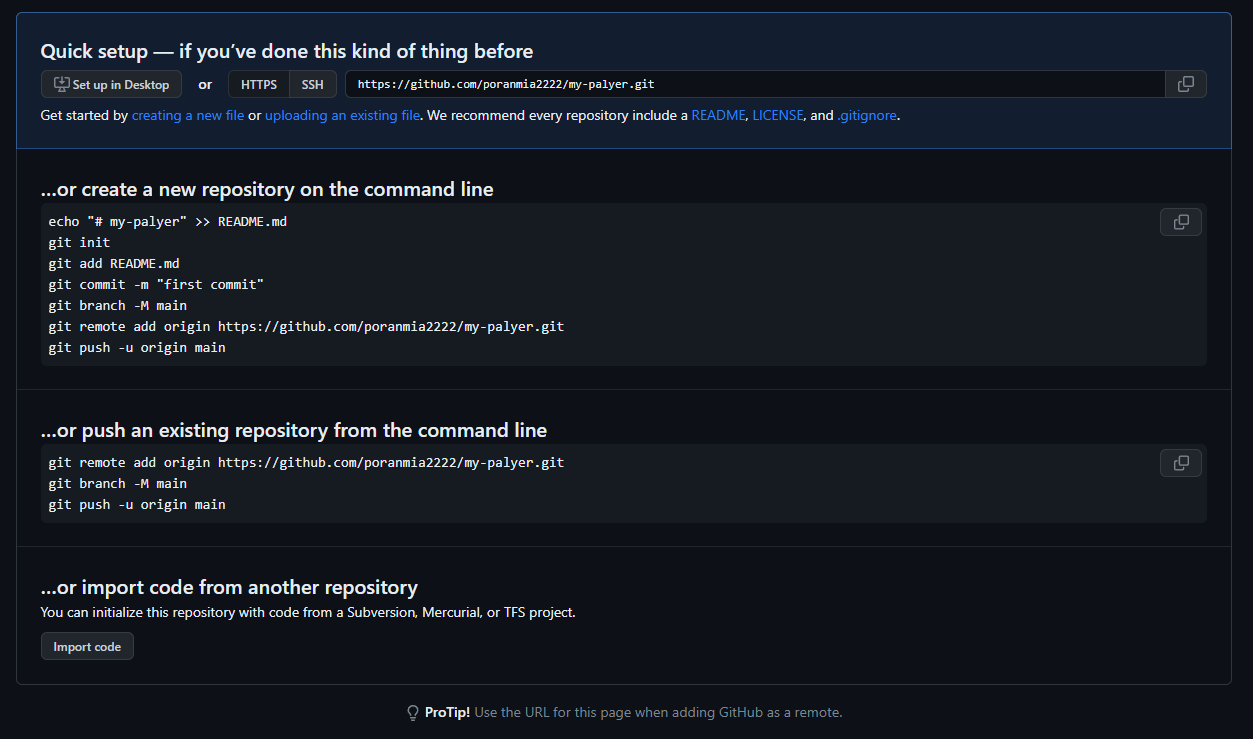 Quick setup — if you’ve done this kind of thing before
Set up in Desktop or HTTPS SSH https://github.com/poranmia2222/my-palyer.git
Get started by creating a new file or uploading an existing file. We recommend every repository include a README, LICENSE, and .gitignore.
…or create a new repository on the command line
echo "# my-palyer" >> README.md
git init
git add README.md
git commit -m "first commit"
git branch -M main
git remote add origin https://github.com/poranmia2222/my-palyer.git
git push -u origin main
…or push an existing repository from the command line
git remote add origin https://github.com/poranmia2222/my-palyer.git
git branch -M main
git push -u origin main
…or import code from another repository
You can initialize this repository with code from a Subversion, Mercurial, or TFS project.
Import code
ProTip! Use the URL for this page when adding GitHub as a remote.